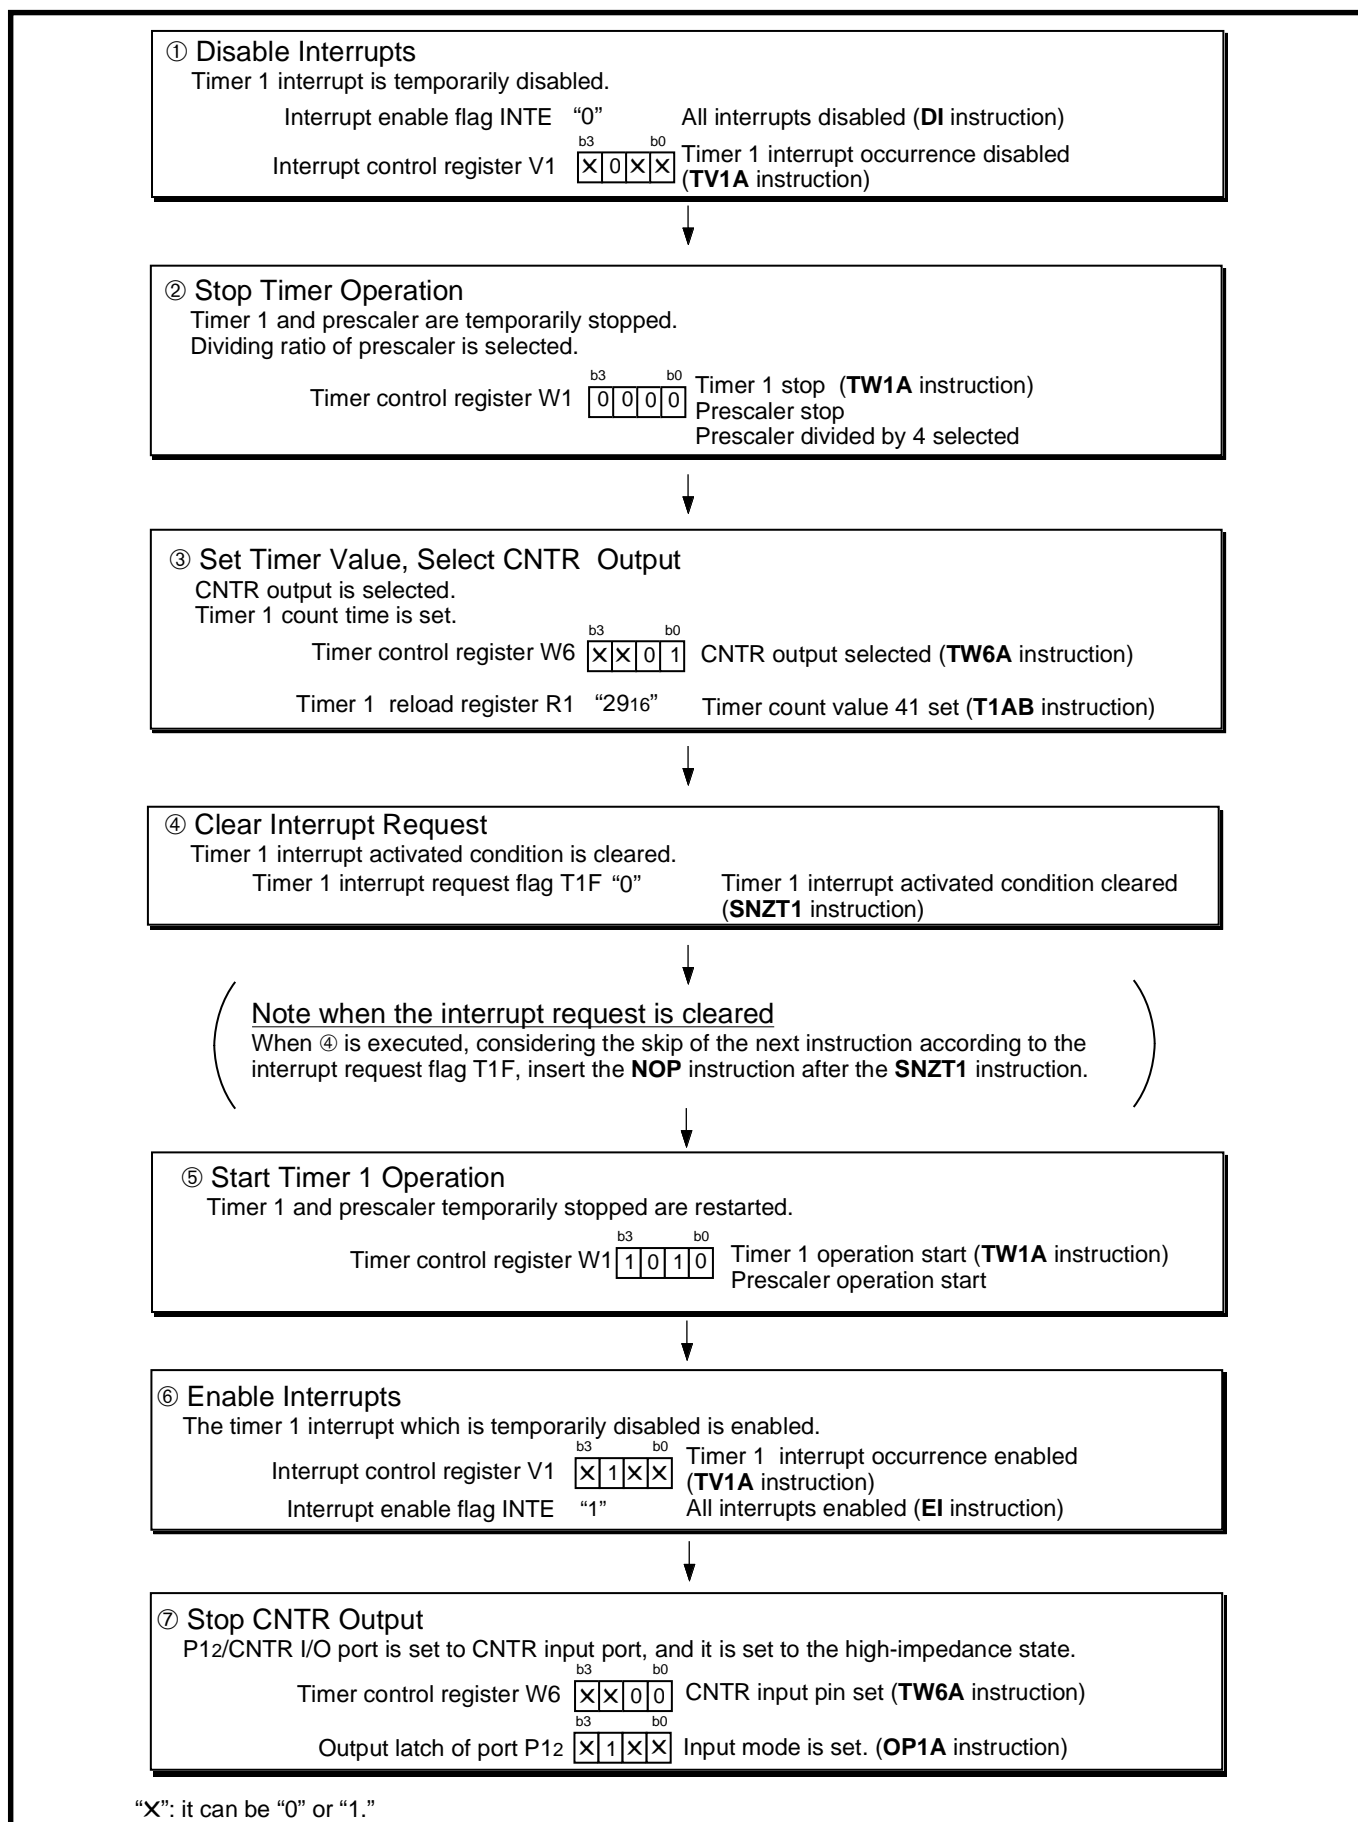 ① Disable Interrupts
Timer 1 interrupt is temporarily disabled.
Interrupt enable flag INTE “0” All interrupts disabled (DI instruction)
b3 b0
Interrupt control register V1 X 0 X X Timer 1 interrupt occurrence disabled
(TV1A instruction)
② Stop Timer Operation
Timer 1 and prescaler are temporarily stopped.
Dividing ratio of prescaler is selected.
b3 b0
Timer control register W1 0 0 0 0 Timer 1 stop (TW1A instruction)
Prescaler stop
Prescaler divided by 4 selected
③ Set Timer Value, Select CNTR Output
CNTR output is selected.
Timer 1 count time is set.
b3 b0
Timer control register W6 X X 0 1 CNTR output selected (TW6A instruction)
Timer 1 reload register R1 “2916” Timer count value 41 set (T1AB instruction)
④ Clear Interrupt Request
Timer 1 interrupt activated condition is cleared.
Timer 1 interrupt request flag T1F “0” Timer 1 interrupt activated condition cleared
(SNZT1 instruction)
Note when the interrupt request is cleared
When ④ is executed, considering the skip of the next instruction according to the
interrupt request flag T1F, insert the NOP instruction after the SNZT1 instruction.
⑤ Start Timer 1 Operation
Timer 1 and prescaler temporarily stopped are restarted.
b3 b0
Timer control register W1 1 0 1 0 Timer 1 operation start (TW1A instruction)
Prescaler operation start
⑥ Enable Interrupts
The timer 1 interrupt which is temporarily disabled is enabled.
b3 b0
Interrupt control register V1 X 1 X X Timer 1 interrupt occurrence enabled
(TV1A instruction)
Interrupt enable flag INTE “1” All interrupts enabled (EI instruction)
⑦ Stop CNTR Output
P12/CNTR I/O port is set to CNTR input port, and it is set to the high-impedance state.
b3 b0
Timer control register W6 X X 0 0 CNTR input pin set (TW6A instruction)
b3 b0
Output latch of port P12 X 1 X X Input mode is set. (OP1A instruction)
“X”: it can be “0” or “1.”